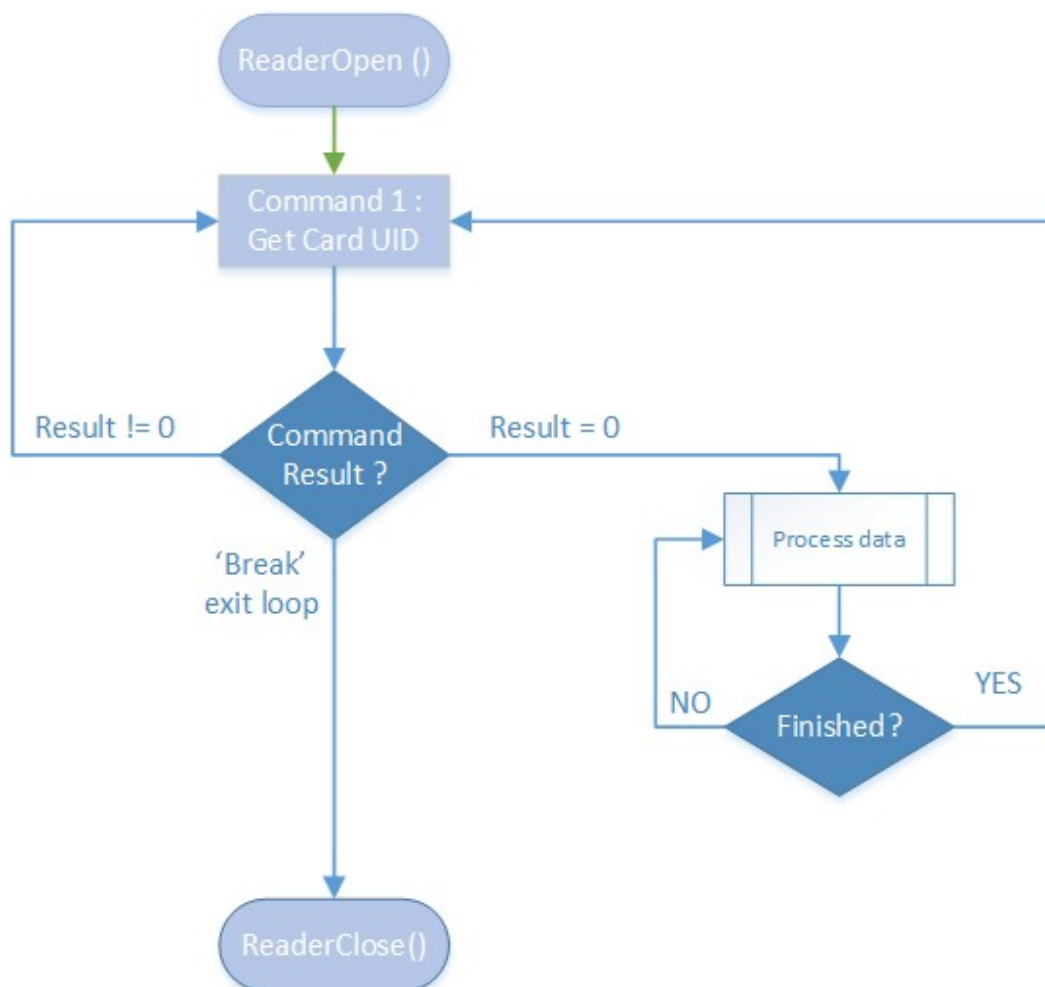 ReaderOpen ()
Command 1 :
Get Card UID
Result != 0
Command
Result ?
Result = 0
Process data
‘Break’
exit loop
NO
Finished ?
YES
ReaderClose()